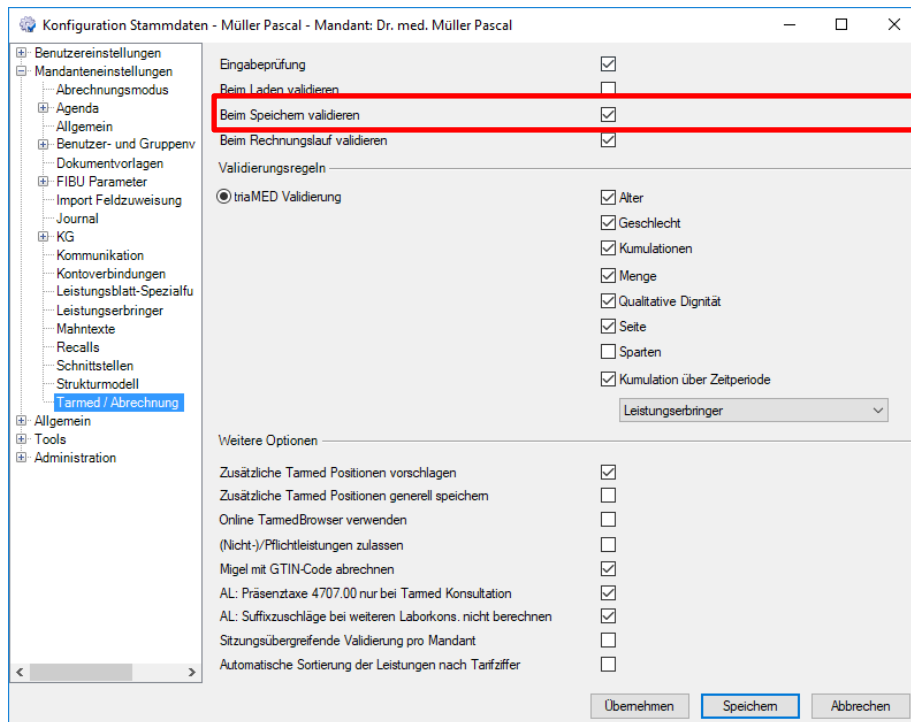 Konfiguration Stammdaten - Müller Pascal - Mandant: Dr. med. Müller Pascal
Benutzereinstellungen
Mandanteneinstellungen
Abrechnungsmodus
Agenda
Allgemein
Benutzer- und Gruppenv
Dokumentvorlagen
FIBU Parameter
Import Feldzuweisung
Journal
KG
Kommunikation
Kontoverbindungen
Leistungsblatt-Spezialfu
Leistungserbringer
Mahntexte
Recalls
Schnittstellen
Strukturmodell
Tarmed / Abrechnung
Allgemein
Tools
Administration
Eingabeprüfung
Beim Laden validieren
Beim Speichern validieren
Beim Rechnungslauf validieren
Validierungsregeln
triaMED Validierung
Alter
Geschlecht
Kumulationen
Menge
Qualitative Dignität
Seite
Sparten
Kumulation über Zeitperiode
Leistungserbringer
Weitere Optionen
Zusätzliche Tarmed Positionen vorschlagen
Zusätzliche Tarmed Positionen generell speichern
Online TarmedBrowser verwenden
(Nicht-)/Pflichtleistungen zulassen
Migel mit GTIN-Code abrechnen
AL: Präsenztaxe 4707.00 nur bei Tarmed Konsultation
AL: Suffixzuschläge bei weiteren Laborkons. nicht berechnen
Sitzungsübergreifende Validierung pro Mandant
Automatische Sortierung der Leistungen nach Tarifziffer
Übernehmen
Speichern
Abbrechen